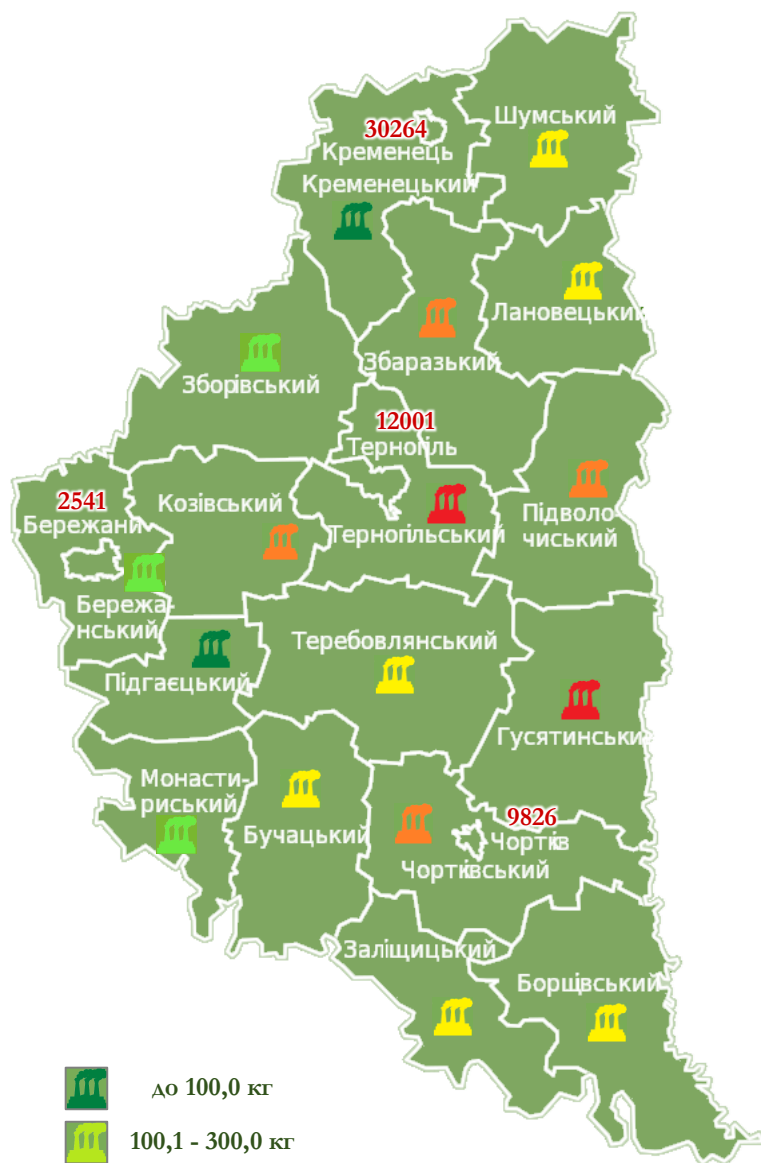 Шумський
30264
Кременець
Кременецький
Лановецький
Збаразький
Зборівський
12001
Тернопіль
2541
Бережани
Козівський
Тернопільський
Підволо
чиський
Бережа-
нський
Теребовлянський
Підгаєцький
Гусятинський
Монасти-
риський
Бучацький
9826
Чортків
Чортківський
Заліщицький
Борщівський
до 100,0 кг
100,1 - 300,0 кг